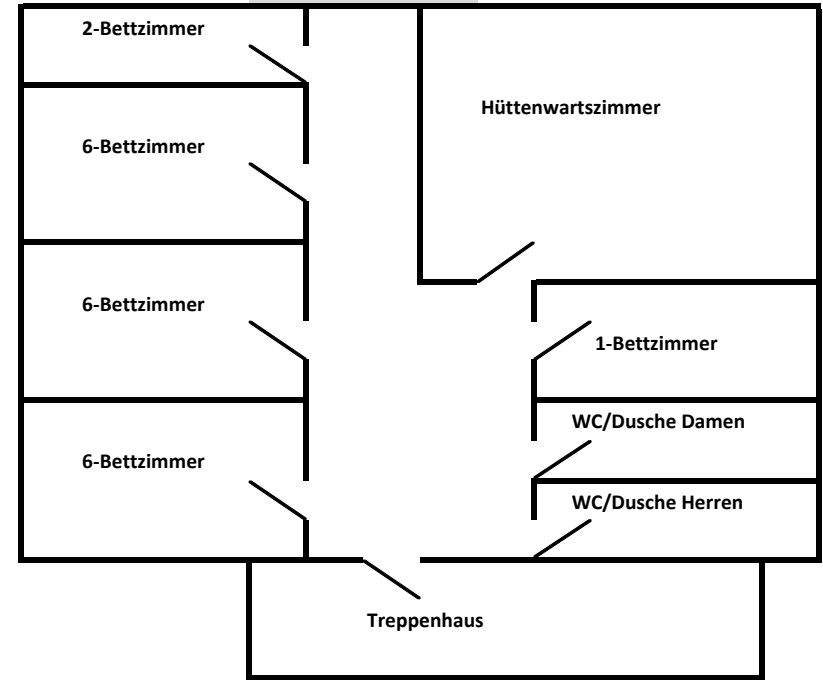 2-Bettzimmer
Hüttenwartszimmer
6-Bettzimmer
6-Bettzimmer
1-Bettzimmer
WC/Dusche Damen
6-Bettzimmer
WC/Dusche Herren
Treppenhaus